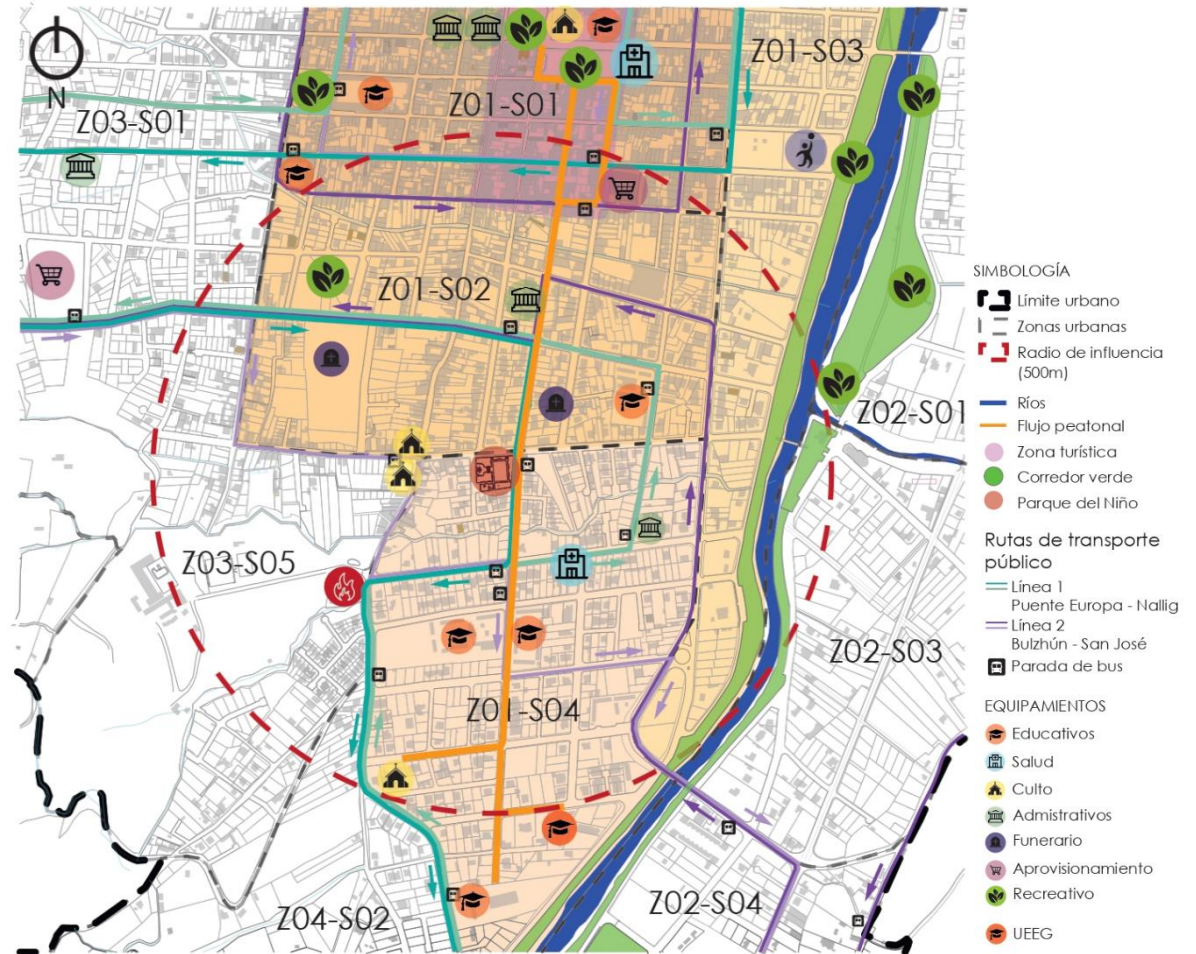 N
Z03-S01
Z01-S01
Z01-S03
Z01-S02
Z02-S01
Z03-S05
Z02-S03
Z01-S04
Z04-S02
Z02-S04
SIMBOLOGÍA
Límite urbano
Zonas urbanas
Radio de influencia
(500m)
Ríos
Flujo peatonal
Zona turística
Corredor verde
Parque del Niño
Rutas de transporte
público
Línea 1
Puente Europa - Nallig
Línea 2
Bulzhún - San José
Parada de bus
EQUIPAMIENTOS
Educativos
Salud
Culto
Admistrativos
Funerario
Aprovisionamiento
Recreativo
UEEG